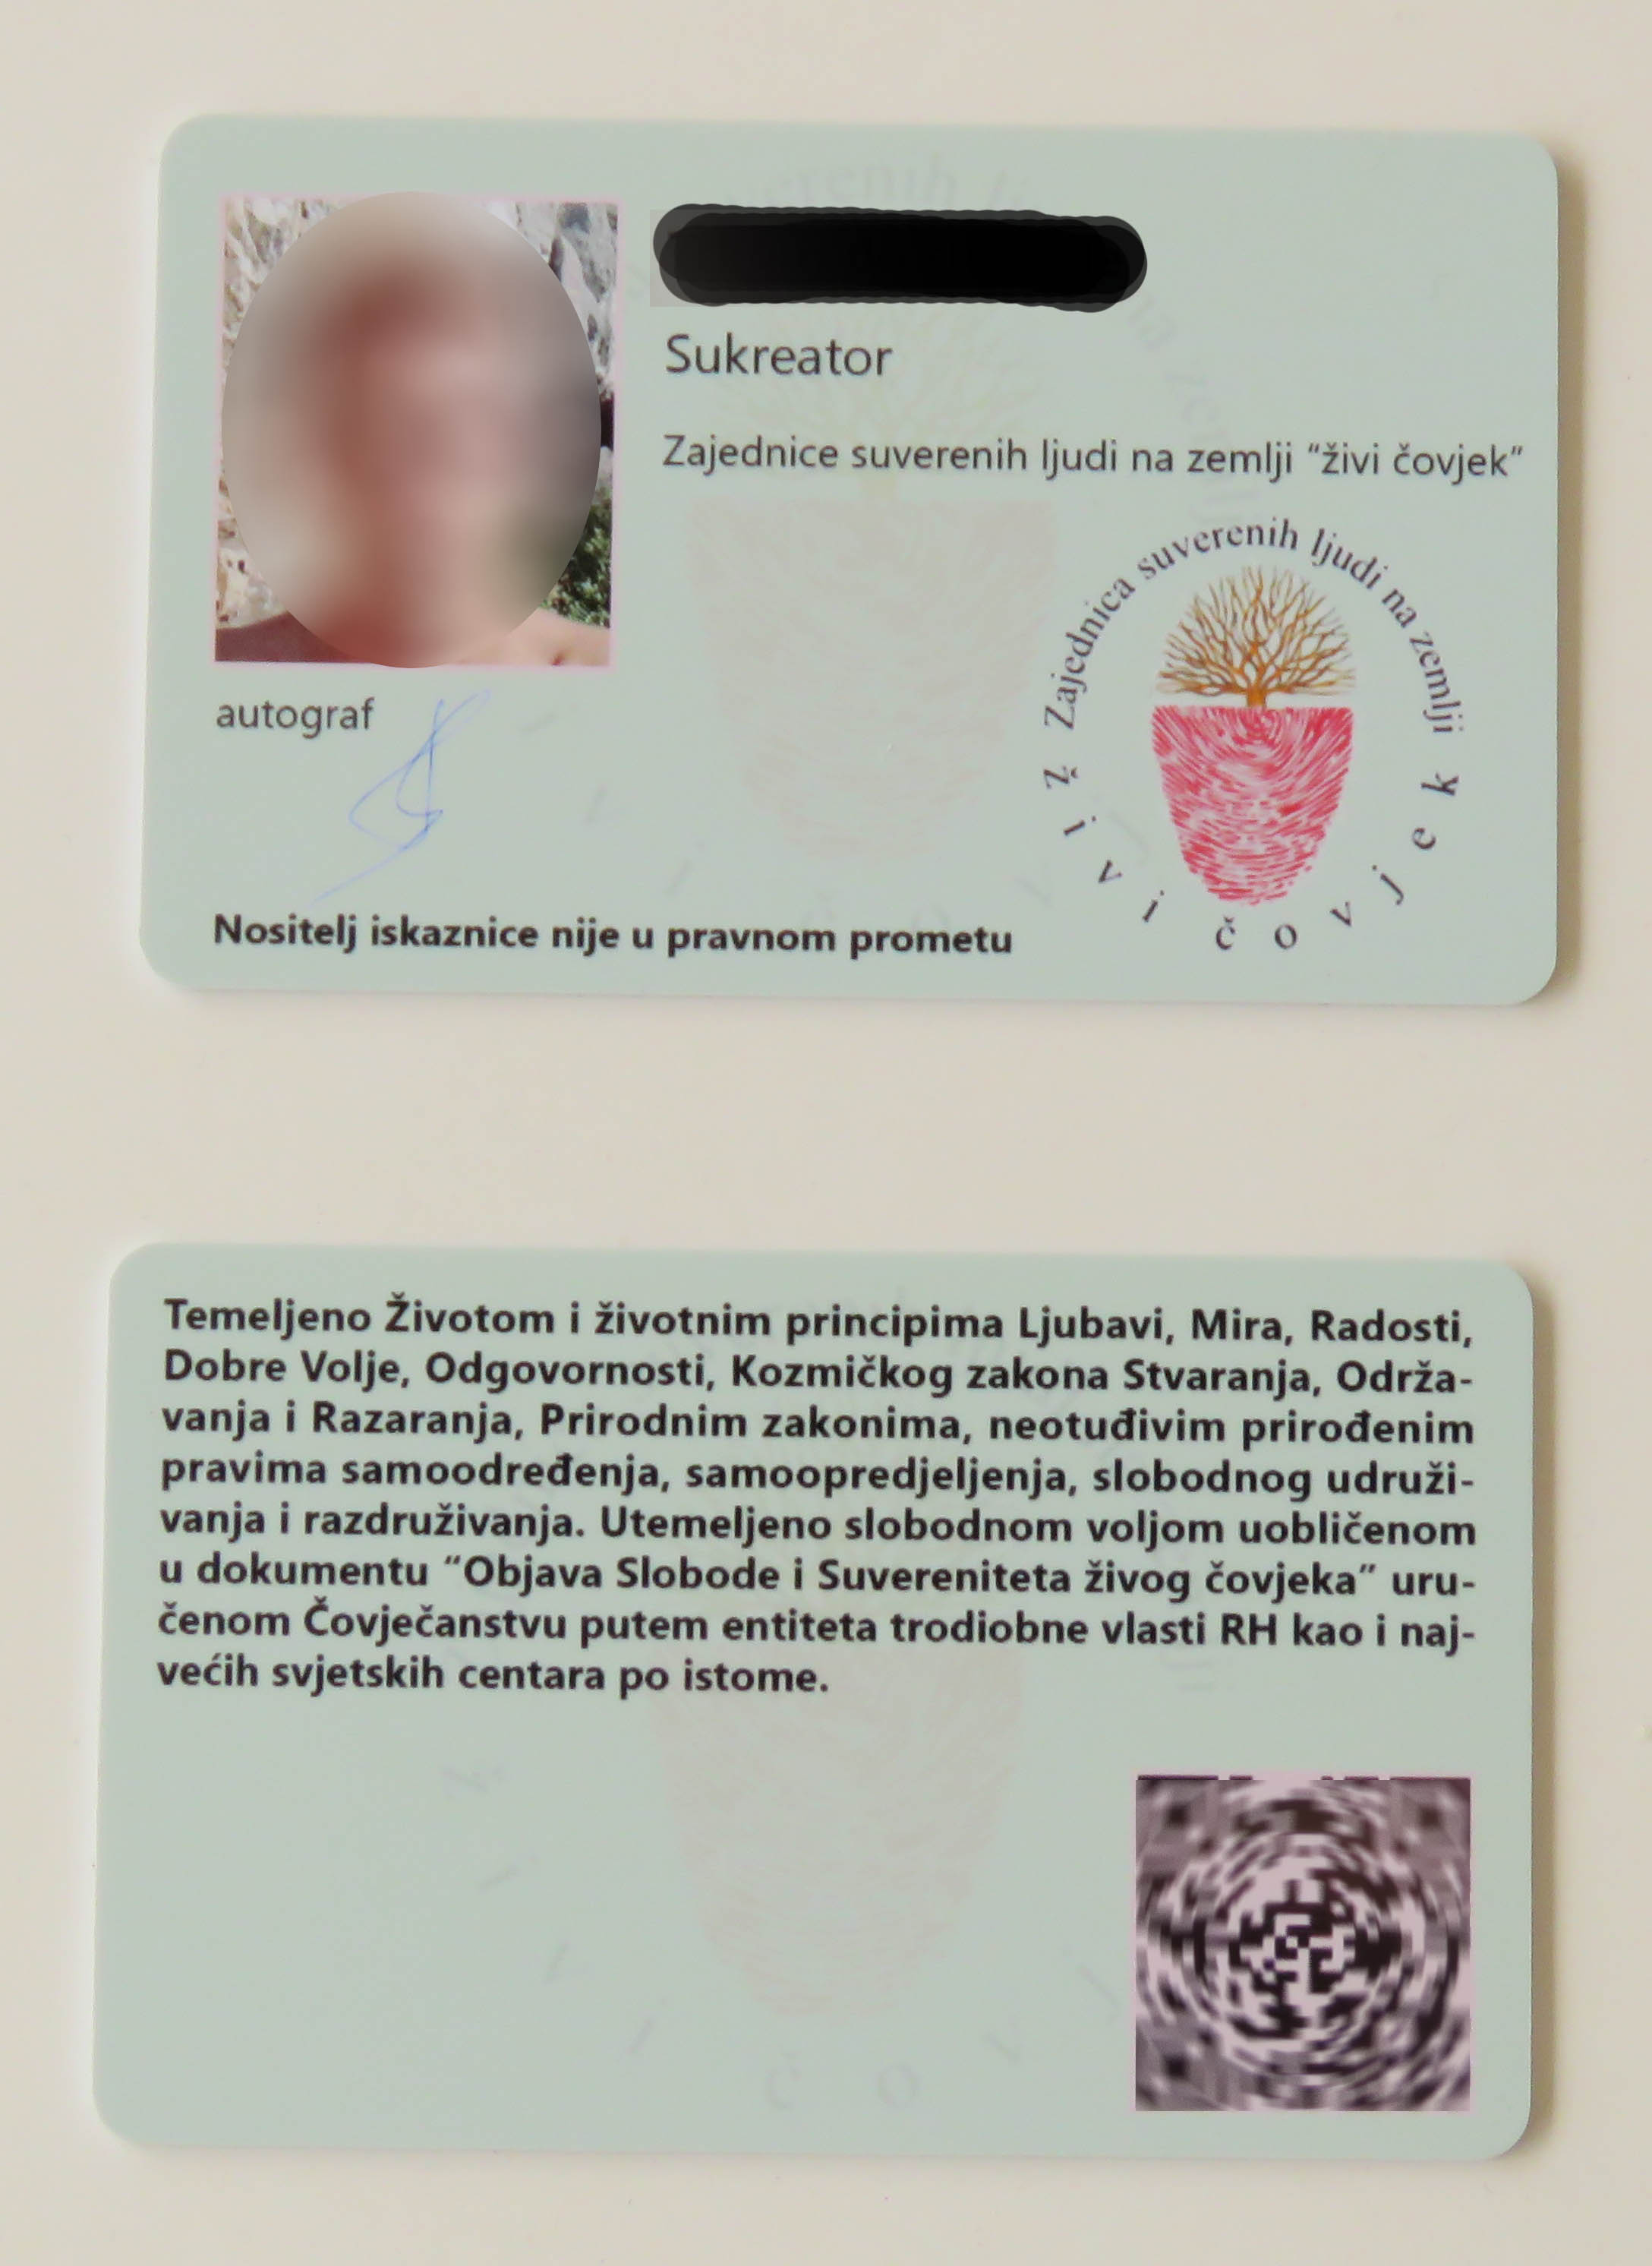 Sukreator
Zajednice suverenih ljudi na zemlji “živi čovjek”
Zajednica suverenih ljudi na zemlji
živi čovjek
autograf
Nositelj iskaznice nije u pravnom prometu
Temeljeno Životom i životnim principima Ljubavi, Mira, Radosti,
Dobre Volje, Odgovornosti, Kozmičkog zakona Stvaranja, Održa-
vanja i Razaranja, Prirodnim zakonima, neotuđivim prirođenim
pravima samoodređenja, samoopredjeljenja, slobodnog udruži-
vanja i razdruživanja. Utemeljeno slobodnom voljom uobličenom
u dokumentu “Objava Slobode i Suvereniteta živog čovjeka” uru-
čenom Čovječanstvu putem entiteta trodiobne vlasti RH kao i naj-
većih svjetskih centara po istome.